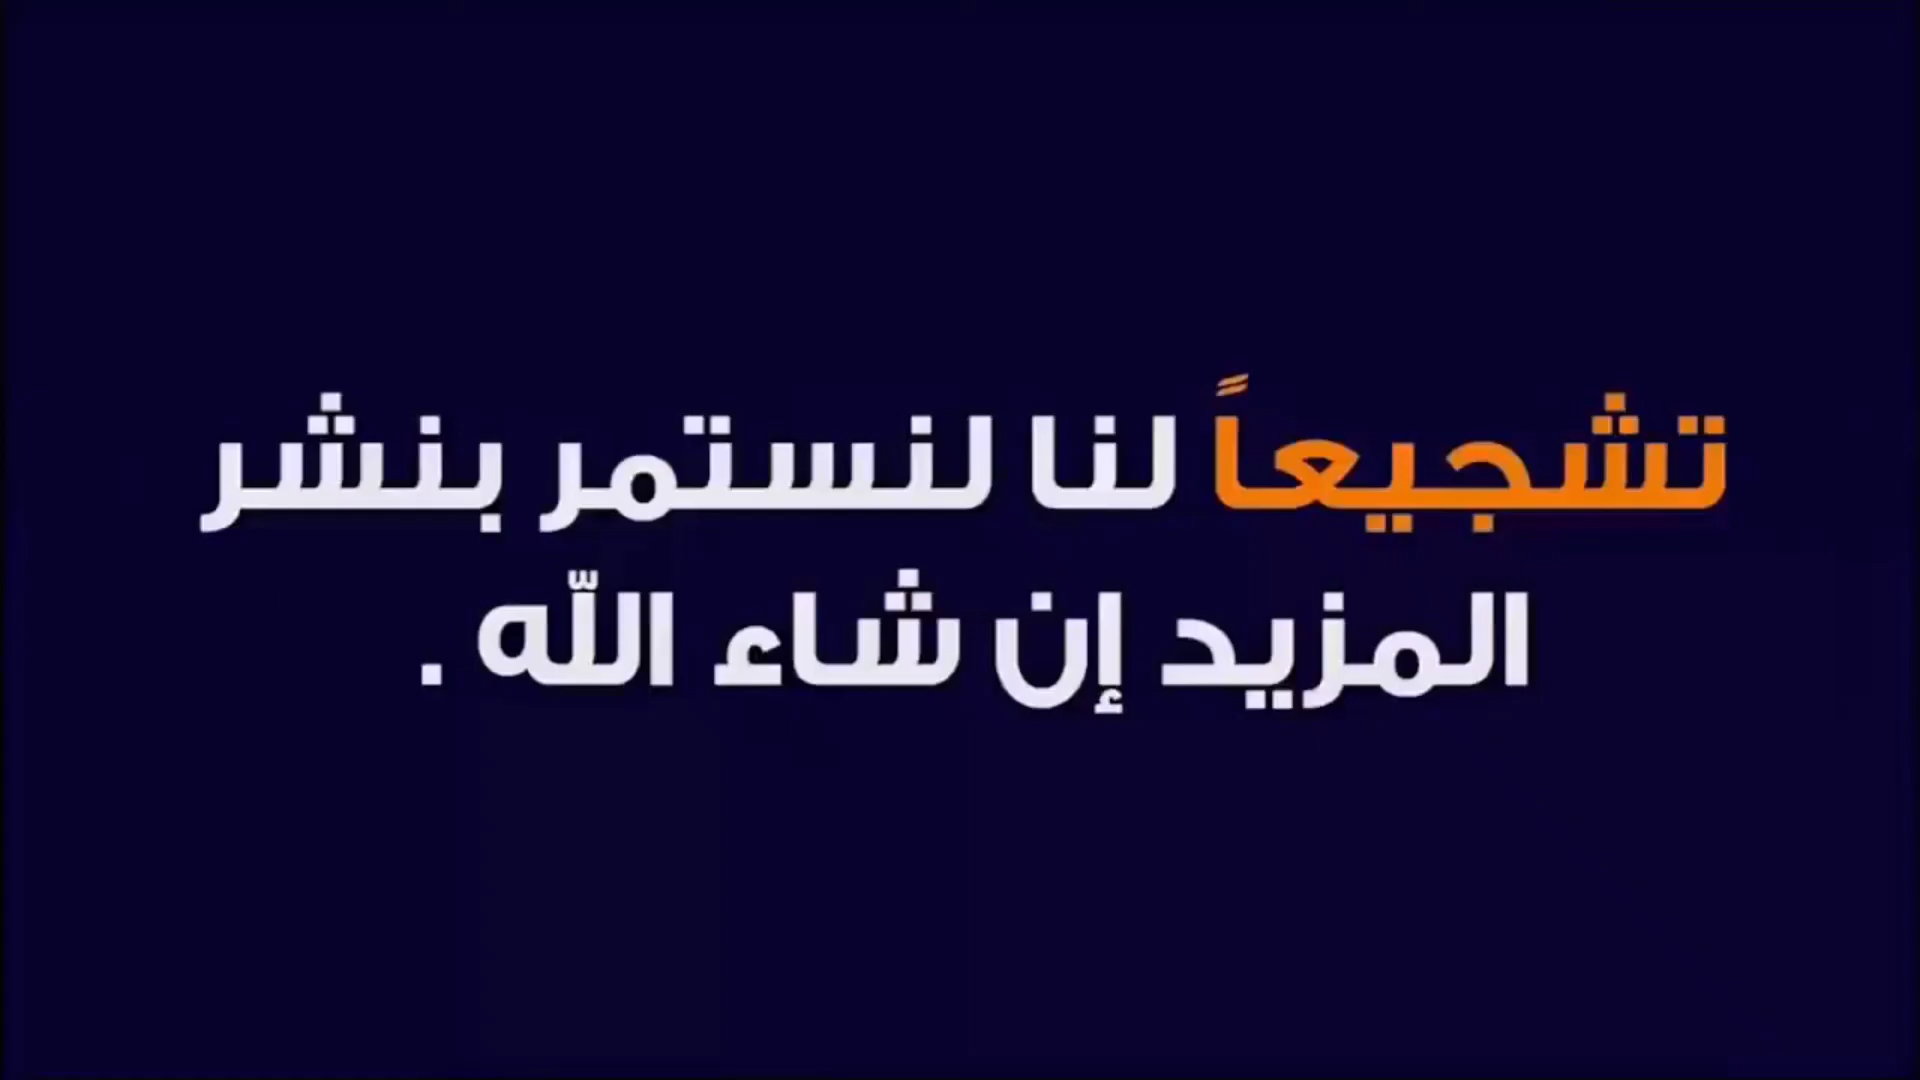 تشجيعاً لنا لنستمر بنشر
المزيد إن شاء اللّه .